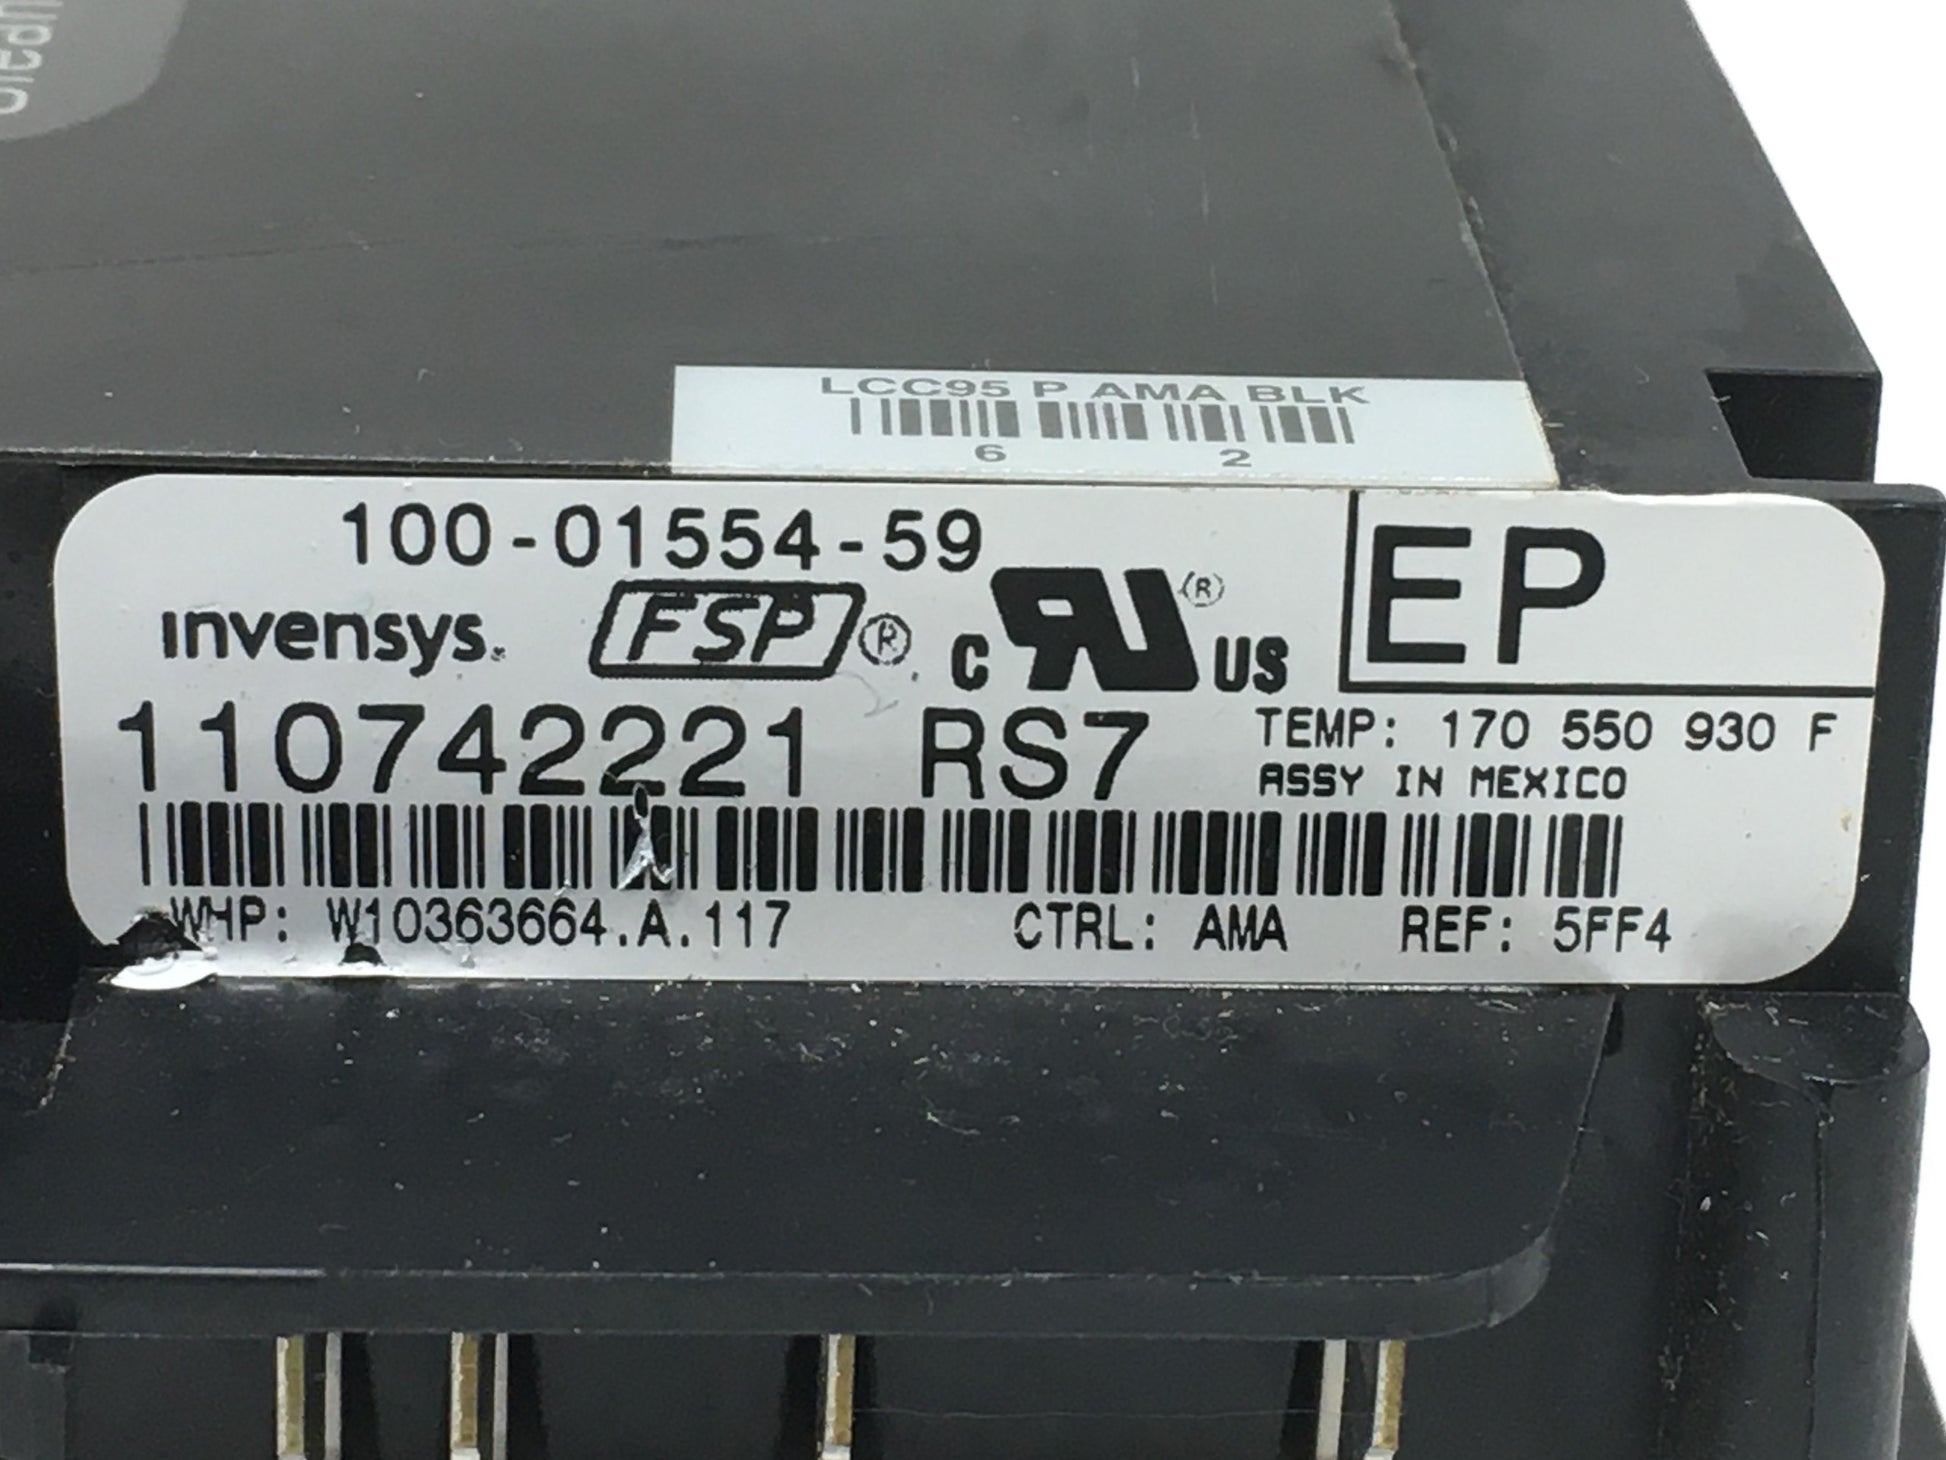 LCC95 P AMA BLK
6 2
100-01554-59
invensys. FSP® c RU® US EP
110742221 RS7 TEMP: 170 550 930 F
ASSY IN MEXICO
WHP: W10363664.A.117 CTRL: AMA REF: 5FF4